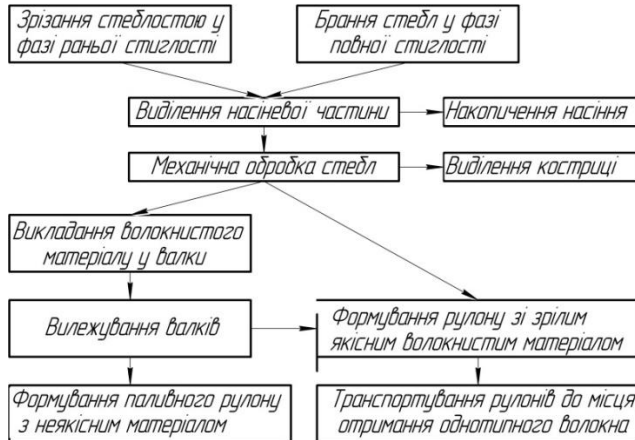 Зрізання стеблостою у
фазі раньої стиглості
Брання стебл у фазі
повної стиглості
Виділення насіневої частини
Накопичення насіння
Механічна обробка стебл
Виділення костриці
Викладання волокнистого
матеріалу у валки
Вилежування валків
Формування рулону зі зрілим
якісним волокнистим матеріалом
Формування паливного рулону
з неякісним матеріалом
Транспортування рулонів до місця
отримання однотипного волокна